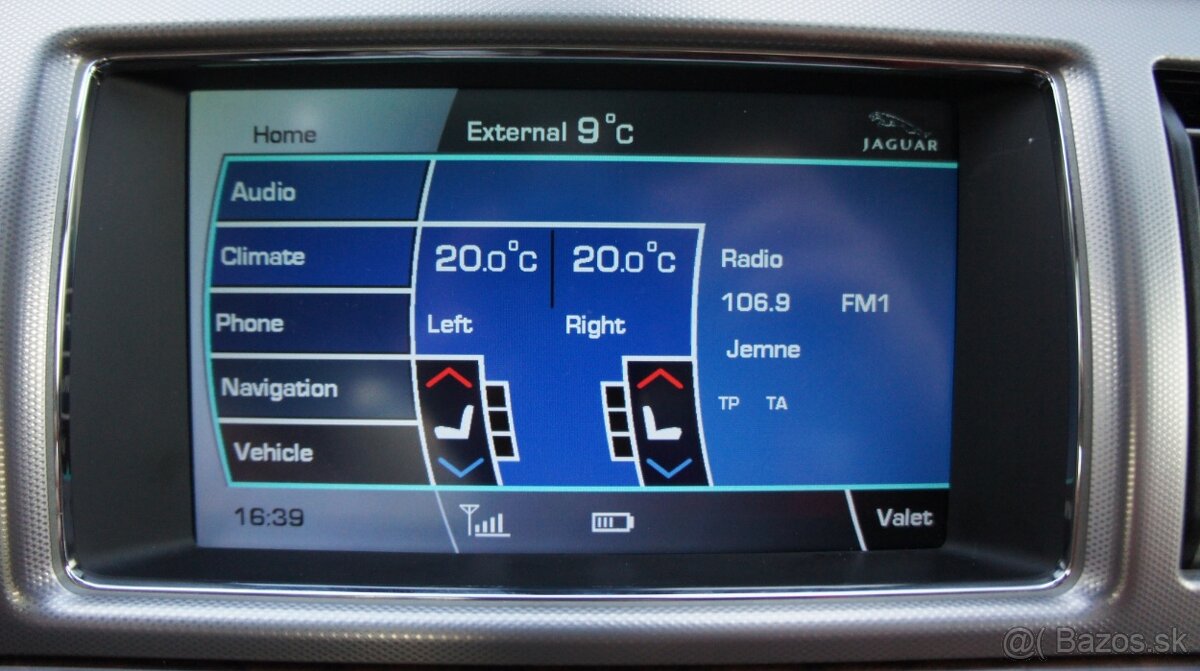 Home
External 9°C
JAGUAR
Audio
Climate
Phone
Navigation
Vehicle
20.0°C
20.0°C
Left
Right
Radio
106.9 FM1
Jemne
TP TA
16:39
Valet
@( Bazos.sk